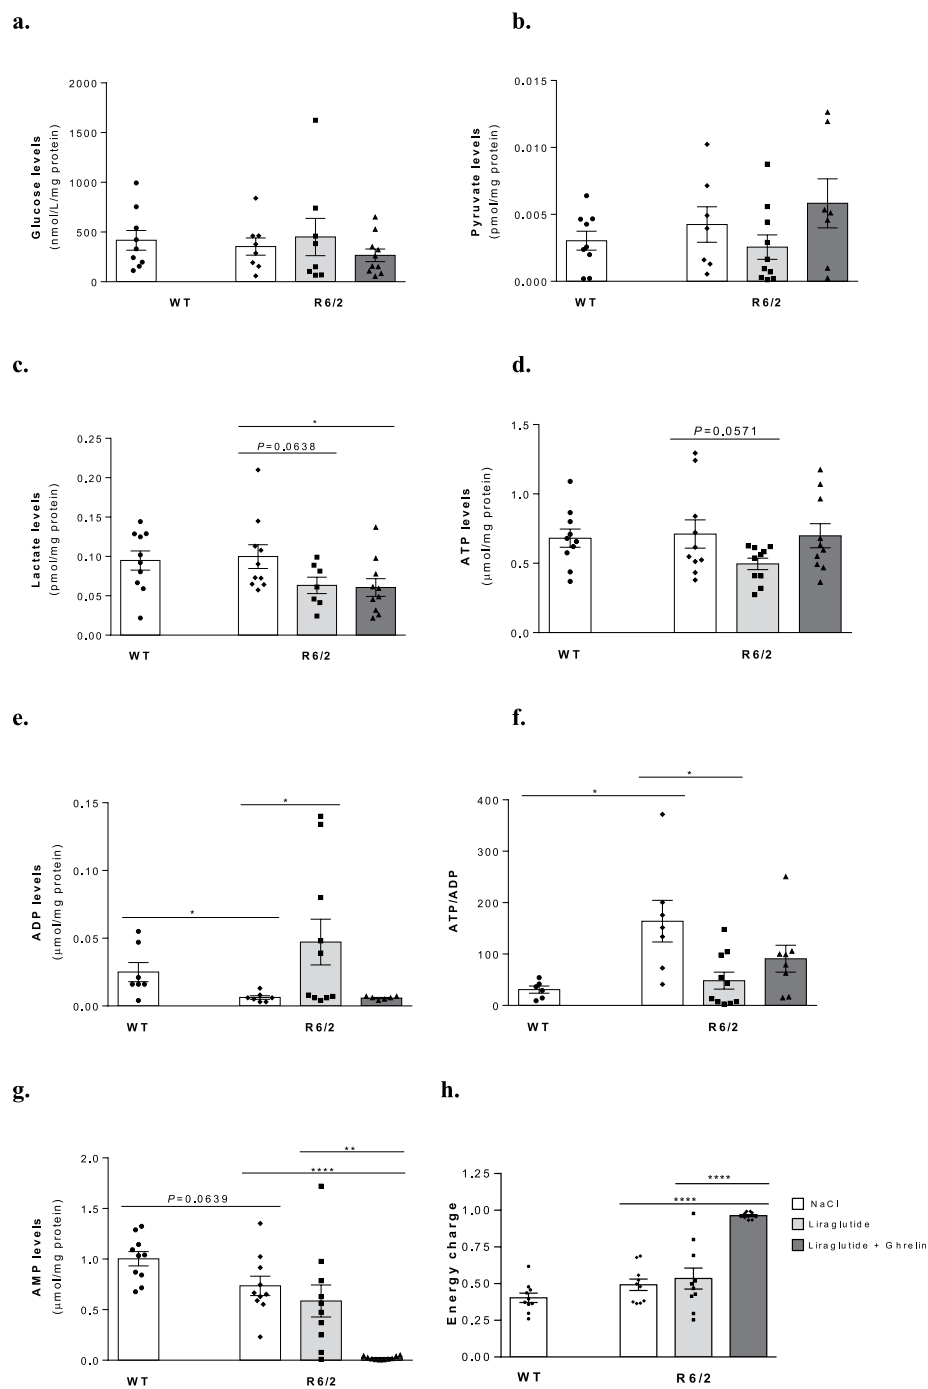 a.
Glucose levels
(nmol/L/mg protein)
2000
1500
1000
500
0
WT
R6/2
b.
Pyruvate levels
(pmol/mg protein)
0.015
0.010
0.005
0.000
WT
R6/2
c.
Lactate levels
(pmol/mg protein)
0.25
0.20
0.15
0.10
0.05
0.00
*
P=0.0638
WT
R6/2
d.
ATP levels
(μmol/mg protein)
1.5
1.0
0.5
0.0
P=0.0571
WT
R6/2
e.
ADP levels
(μmol/mg protein)
0.15
0.10
0.05
0.00
*
*
WT
R6/2
f.
ATP/ADP
400
300
200
100
0
*
*
WT
R6/2
g.
AMP levels
(μmol/mg protein)
2.0
1.5
1.0
0.5
0.0
**
****
P=0.0639
WT
R6/2
h.
Energy charge
1.25
1.00
0.75
0.50
0.25
0.00
****
****
WT
R6/2
NaCl
Liraglutide
Liraglutide + Ghrelin